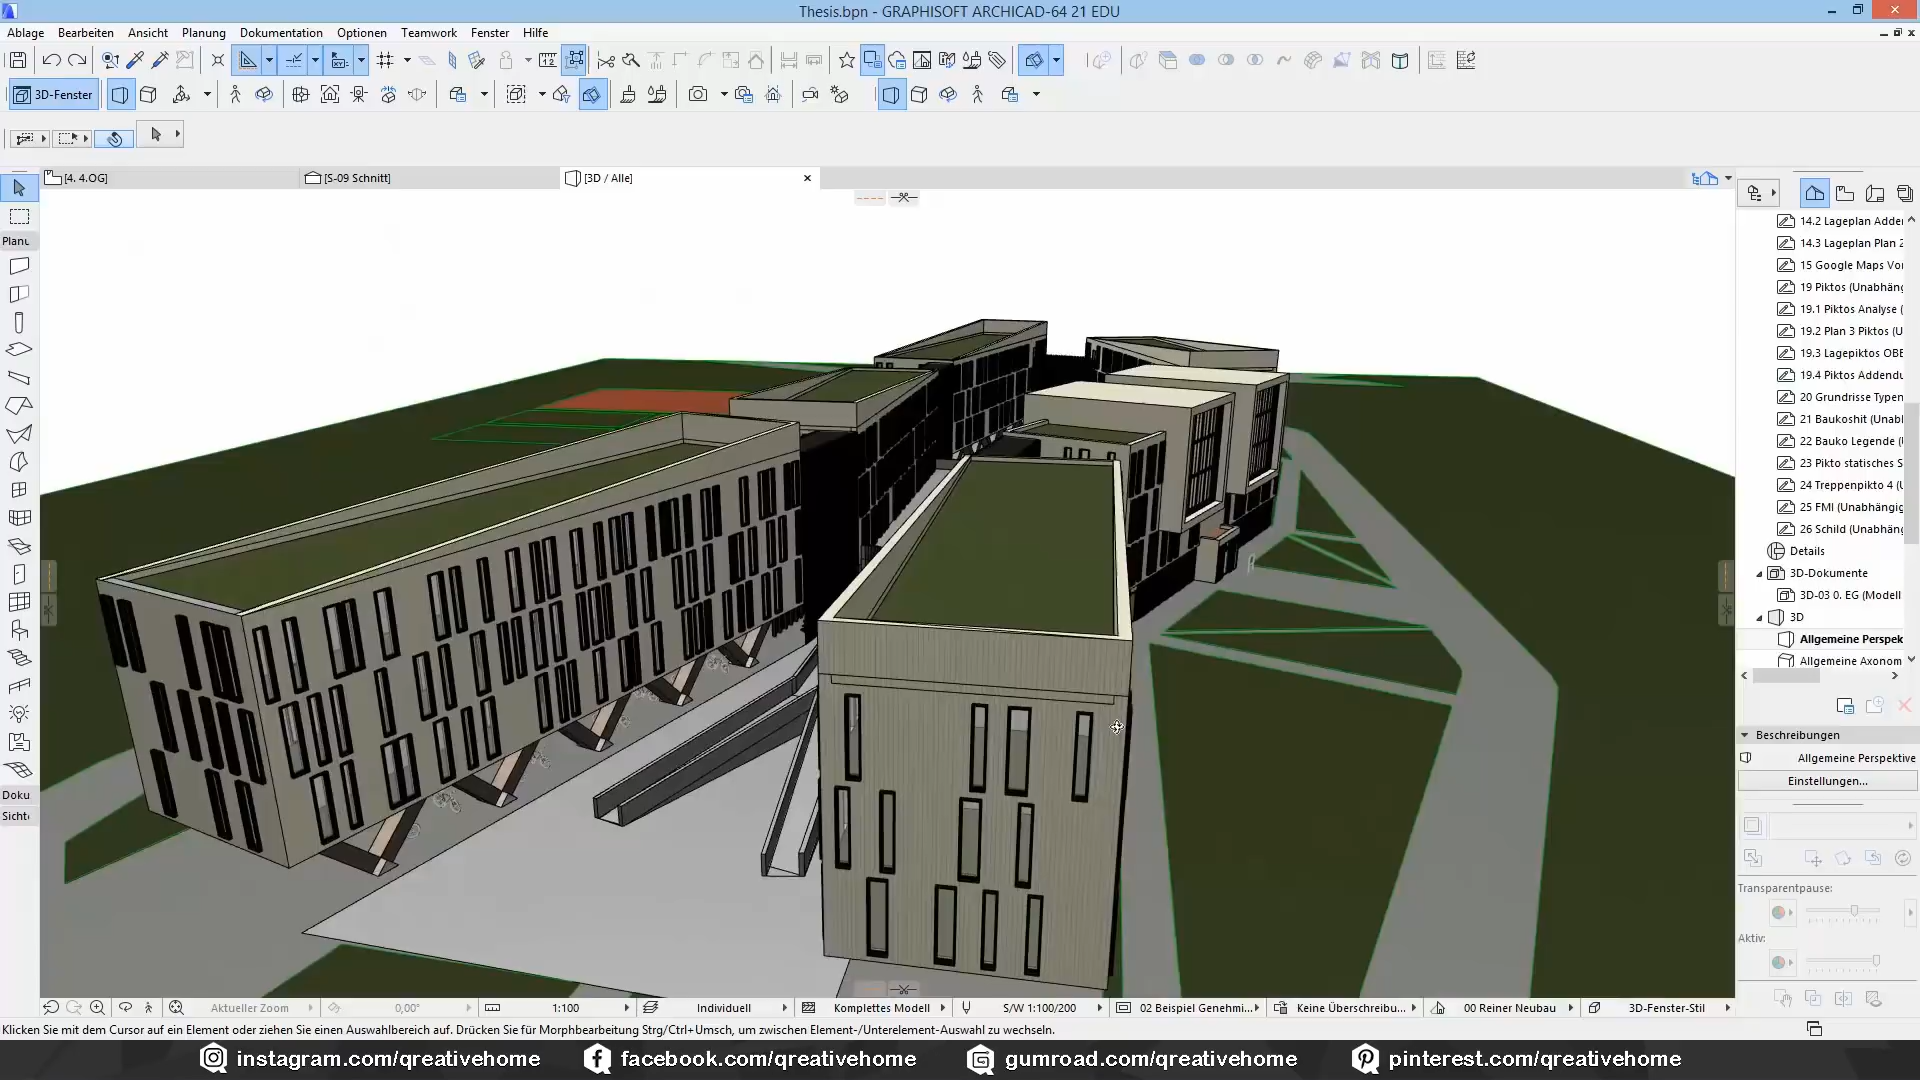 Thesis.bpn - GRAPHISOFT ARCHICAD-64 21 EDU
Ablage Bearbeiten Ansicht Planung Dokumentation Optionen Teamwork Fenster Hilfe
3D-Fenster
[4. 4.OG]
[S-09 Schnitt]
[3D / Alle]
Planu
Doku
Sicht
14.2 Lageplan Adde
14.3 Lageplan Plan 2
15 Google Maps Vo
19 Piktos (Unabhäng
19.1 Piktos Analyse (
19.2 Plan 3 Piktos (U
19.3 Lagepiktos OBE
19.4 Piktos Addendu
20 Grundrisse Typen
21 Baukoshit (Unabl
22 Bauko Legende (
23 Pikto statisches S
24 Treppenpikto 4 (
25 FMI (Unabhängig
26 Schild (Unabhäng
Details
3D-Dokumente
3D-03 0. EG (Modell
3D
Allgemeine Perspek
Allgemeine Axonom
Beschreibungen
Allgemeine Perspektive
Einstellungen...
Transparentpause:
Aktiv:
Aktueller Zoom 0,00° 1:100 Individuell Komplettes Modell S/W 1:100/200 02 Beispiel Genehmi... Keine Überschreibu... 00 Reiner Neubau 3D-Fenster-Stil
Klicken Sie mit dem Cursor auf ein Element oder ziehen Sie einen Auswahlbereich auf. Drücken Sie für Morphbearbeitung Strg/Ctrl+Umsch, um zwischen Element-/Unterelement-Auswahl zu wechseln.
instagram.com/qreativehome facebook.com/qreativehome gumroad.com/qreativehome pinterest.com/qreativehome